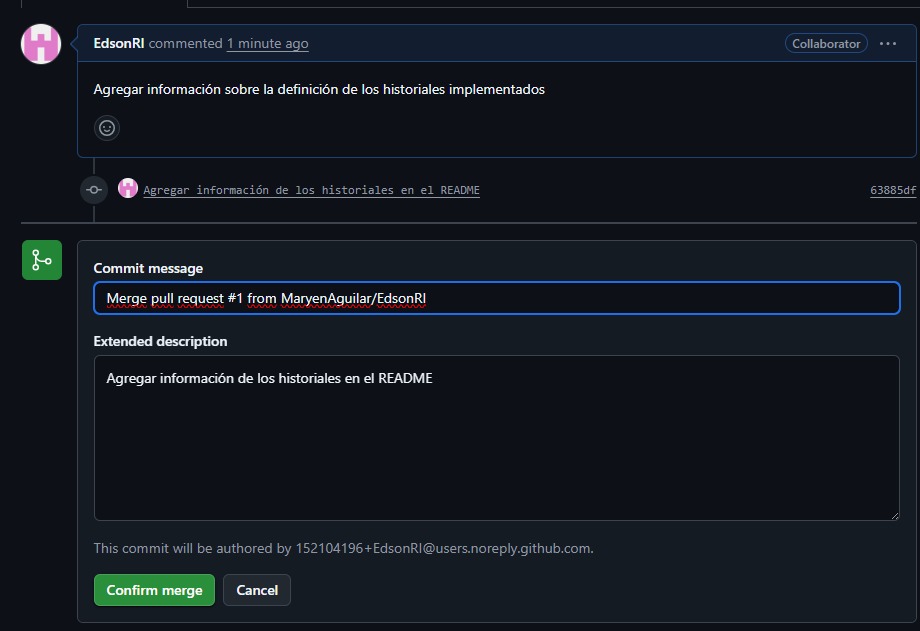 EdsonRI commented 1 minute ago Collaborator ...
Agregar información sobre la definición de los historiales implementados
Agregar información de los historiales en el README 63885df
Commit message
Merge pull request #1 from MaryenAguilar/EdsonRI
Extended description
Agregar información de los historiales en el README
This commit will be authored by 152104196+EdsonRI@users.noreply.github.com.
Confirm merge Cancel